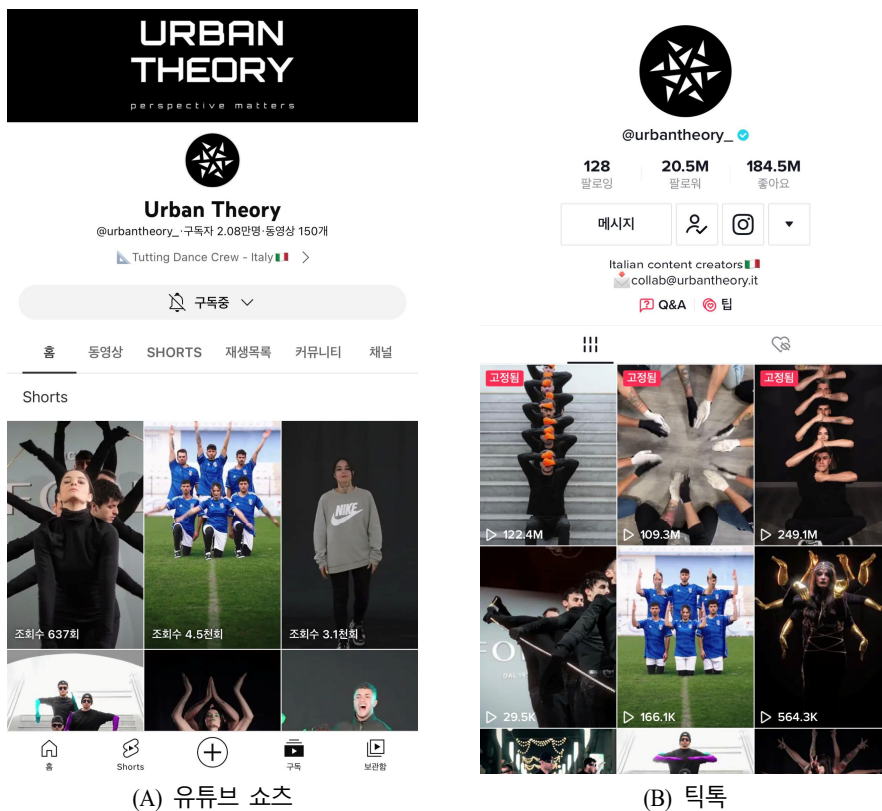 URBAN
THEORY
perspective matters
Urban Theory
@urbantheory_·구독자 2.08만명·동영상 150개
Tutting Dance Crew - Italy
구독중
홈 동영상 SHORTS 재생목록 커뮤니티 채널
Shorts
NIKE
조회수 637회 조회수 4.5천회 조회수 3.1천회
홈 Shorts 구독 보관함
(A) 유튜브 쇼츠
@urbantheory_
128 20.5M 184.5M
팔로잉 팔로워 좋아요
메시지
Italian content creators
collab@urbantheory.it
Q&A 팁
고정됨 고정됨 고정됨
122.4M 109.3M 249.1M
29.5K 166.1K 564.3K
(B) 틱톡